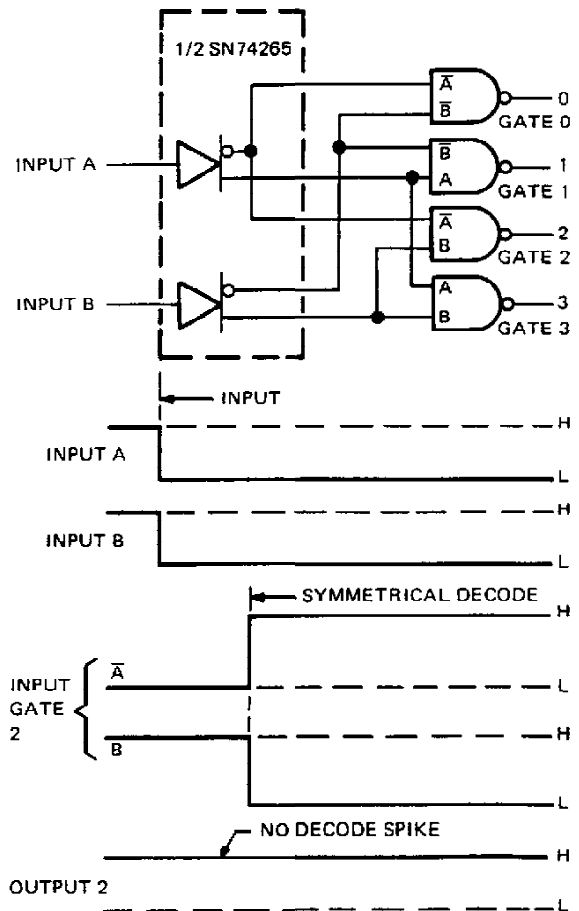 1/2 SN74265
A̅
B̅
0
GATE 0
INPUT A
B̅
A
1
GATE 1
A̅
B
2
GATE 2
INPUT B
A
B
3
GATE 3
INPUT
INPUT A
H
L
INPUT B
H
L
SYMMETRICAL DECODE
H
INPUT
GATE
2
A̅
L
B
H
L
NO DECODE SPIKE
H
OUTPUT 2
L